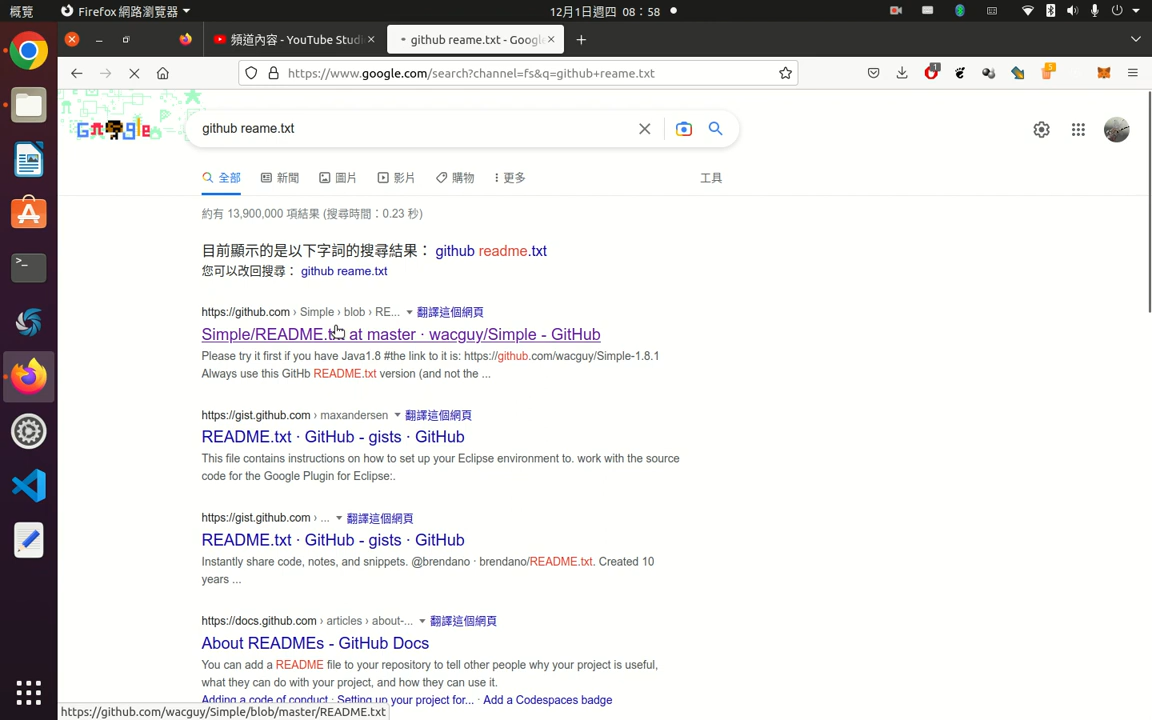 概覽
Firefox 網路瀏覽器
12月1日週四 08：58
頻道內容 - YouTube Studi
github reame.txt - Google
https://www.google.com/search?channel=fs&q=github+reame.txt
1
5
Google
github reame.txt
全部
新聞
圖片
影片
購物
更多
工具
約有 13,900,000 項結果 (搜尋時間：0.23 秒)
目前顯示的是以下字詞的搜尋結果： github readme.txt
您可以改回搜尋： github reame.txt
https://github.com › Simple › blob › RE... 翻譯這個網頁
Simple/README.txt at master · wacguy/Simple - GitHub
Please try it first if you have Java1.8 #the link to it is: https://github.com/wacguy/Simple-1.8.1
Always use this GitHb README.txt version (and not the ...
https://gist.github.com › maxandersen 翻譯這個網頁
README.txt · GitHub - gists · GitHub
This file contains instructions on how to set up your Eclipse environment to. work with the source
code for the Google Plugin for Eclipse:.
https://gist.github.com › ... 翻譯這個網頁
README.txt · GitHub - gists · GitHub
Instantly share code, notes, and snippets. @brendano · brendano/README.txt. Created 10
years ...
https://docs.github.com › articles › about-... 翻譯這個網頁
About READMEs - GitHub Docs
You can add a README file to your repository to tell other people why your project is useful,
what they can do with your project, and how they can use it.
Adding a code of conduct · Setting up your project for... · Add a Codespaces badge
https://github.com/wacguy/Simple/blob/master/README.txt